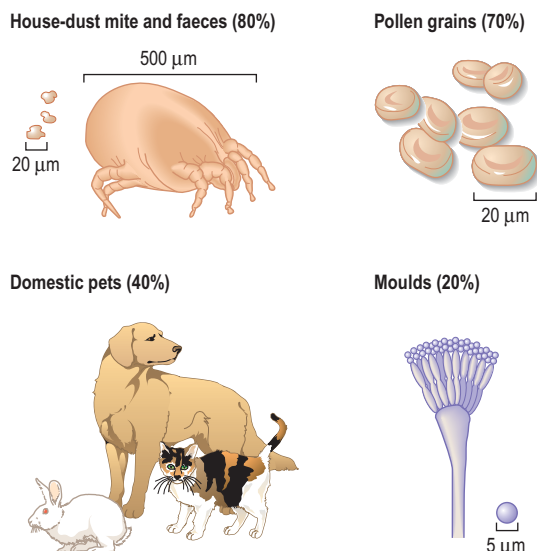 House-dust mite and faeces (80%)
500 μm
20 μm
Pollen grains (70%)
20 μm
Domestic pets (40%)
Moulds (20%)
5 μm